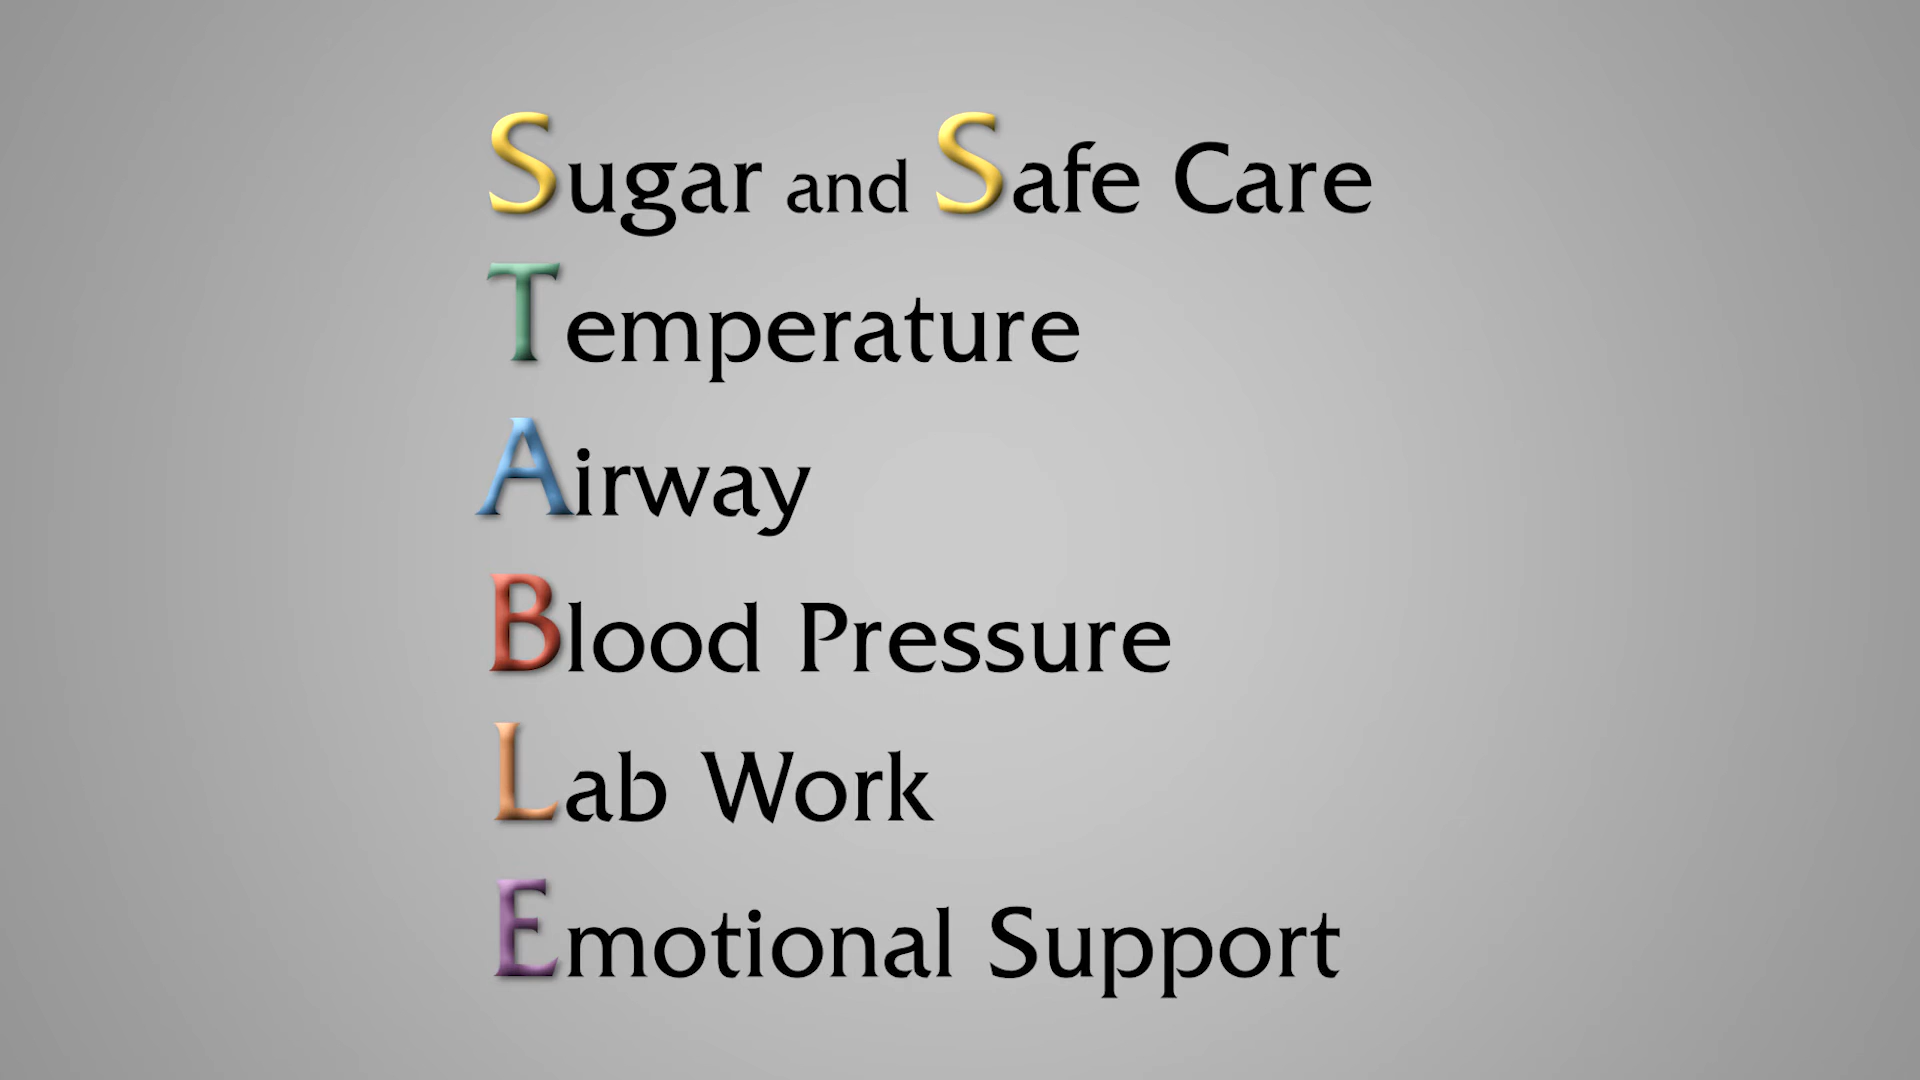 Sugar and Safe Care
Temperature
Airway
Blood Pressure
Lab Work
Emotional Support